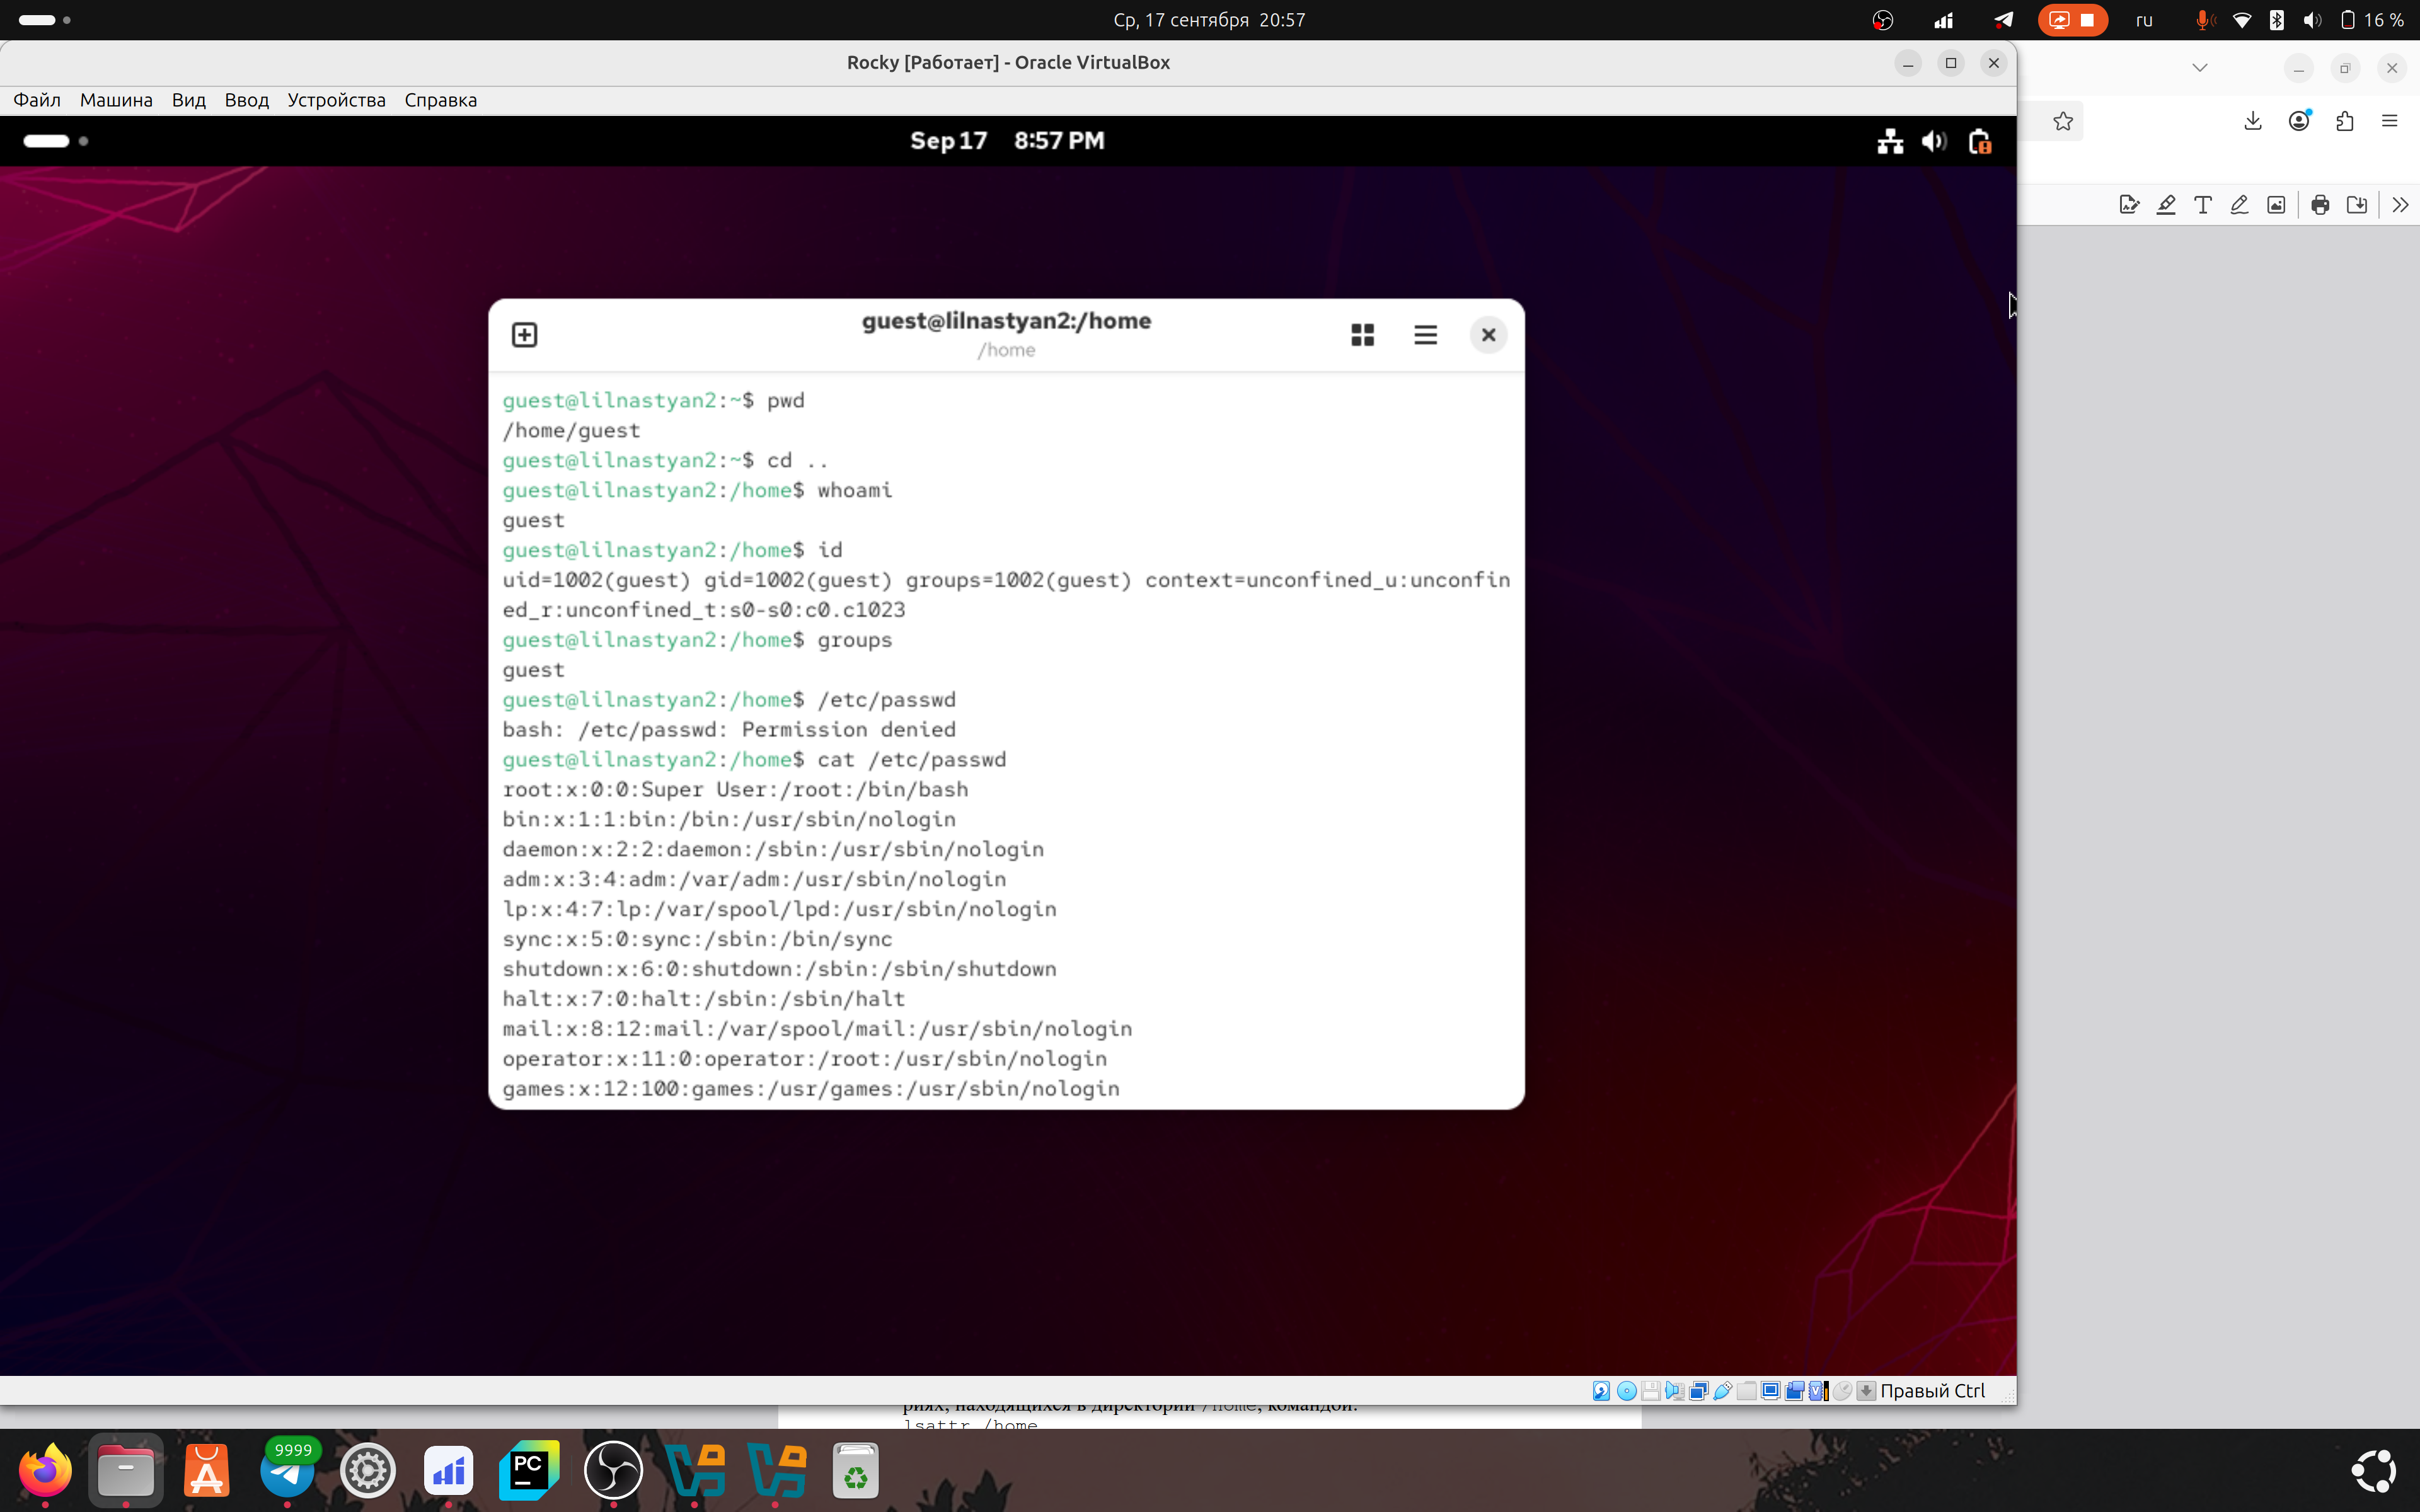 Ср, 17 сентября 20:57
ru
16 %
Rocky [Работает] - Oracle VirtualBox
Файл Машина Вид Ввод Устройства Справка
Sep 17 8:57 PM
guest@lilnastyan2:/home
/home
guest@lilnastyan2:~$ pwd
/home/guest
guest@lilnastyan2:~$ cd ..
guest@lilnastyan2:/home$ whoami
guest
guest@lilnastyan2:/home$ id
uid=1002(guest) gid=1002(guest) groups=1002(guest) context=unconfined_u:unconfin
ed_r:unconfined_t:s0-s0:c0.c1023
guest@lilnastyan2:/home$ groups
guest
guest@lilnastyan2:/home$ /etc/passwd
bash: /etc/passwd: Permission denied
guest@lilnastyan2:/home$ cat /etc/passwd
root:x:0:0:Super User:/root:/bin/bash
bin:x:1:1:bin:/bin:/usr/sbin/nologin
daemon:x:2:2:daemon:/sbin:/usr/sbin/nologin
adm:x:3:4:adm:/var/adm:/usr/sbin/nologin
lp:x:4:7:lp:/var/spool/lpd:/usr/sbin/nologin
sync:x:5:0:sync:/sbin:/bin/sync
shutdown:x:6:0:shutdown:/sbin:/sbin/shutdown
halt:x:7:0:halt:/sbin:/sbin/halt
mail:x:8:12:mail:/var/spool/mail:/usr/sbin/nologin
operator:x:11:0:operator:/root:/usr/sbin/nologin
games:x:12:100:games:/usr/games:/usr/sbin/nologin
Правый Ctrl
риях, находящихся в директории /home, командой:
lsattr /home
9999
PC